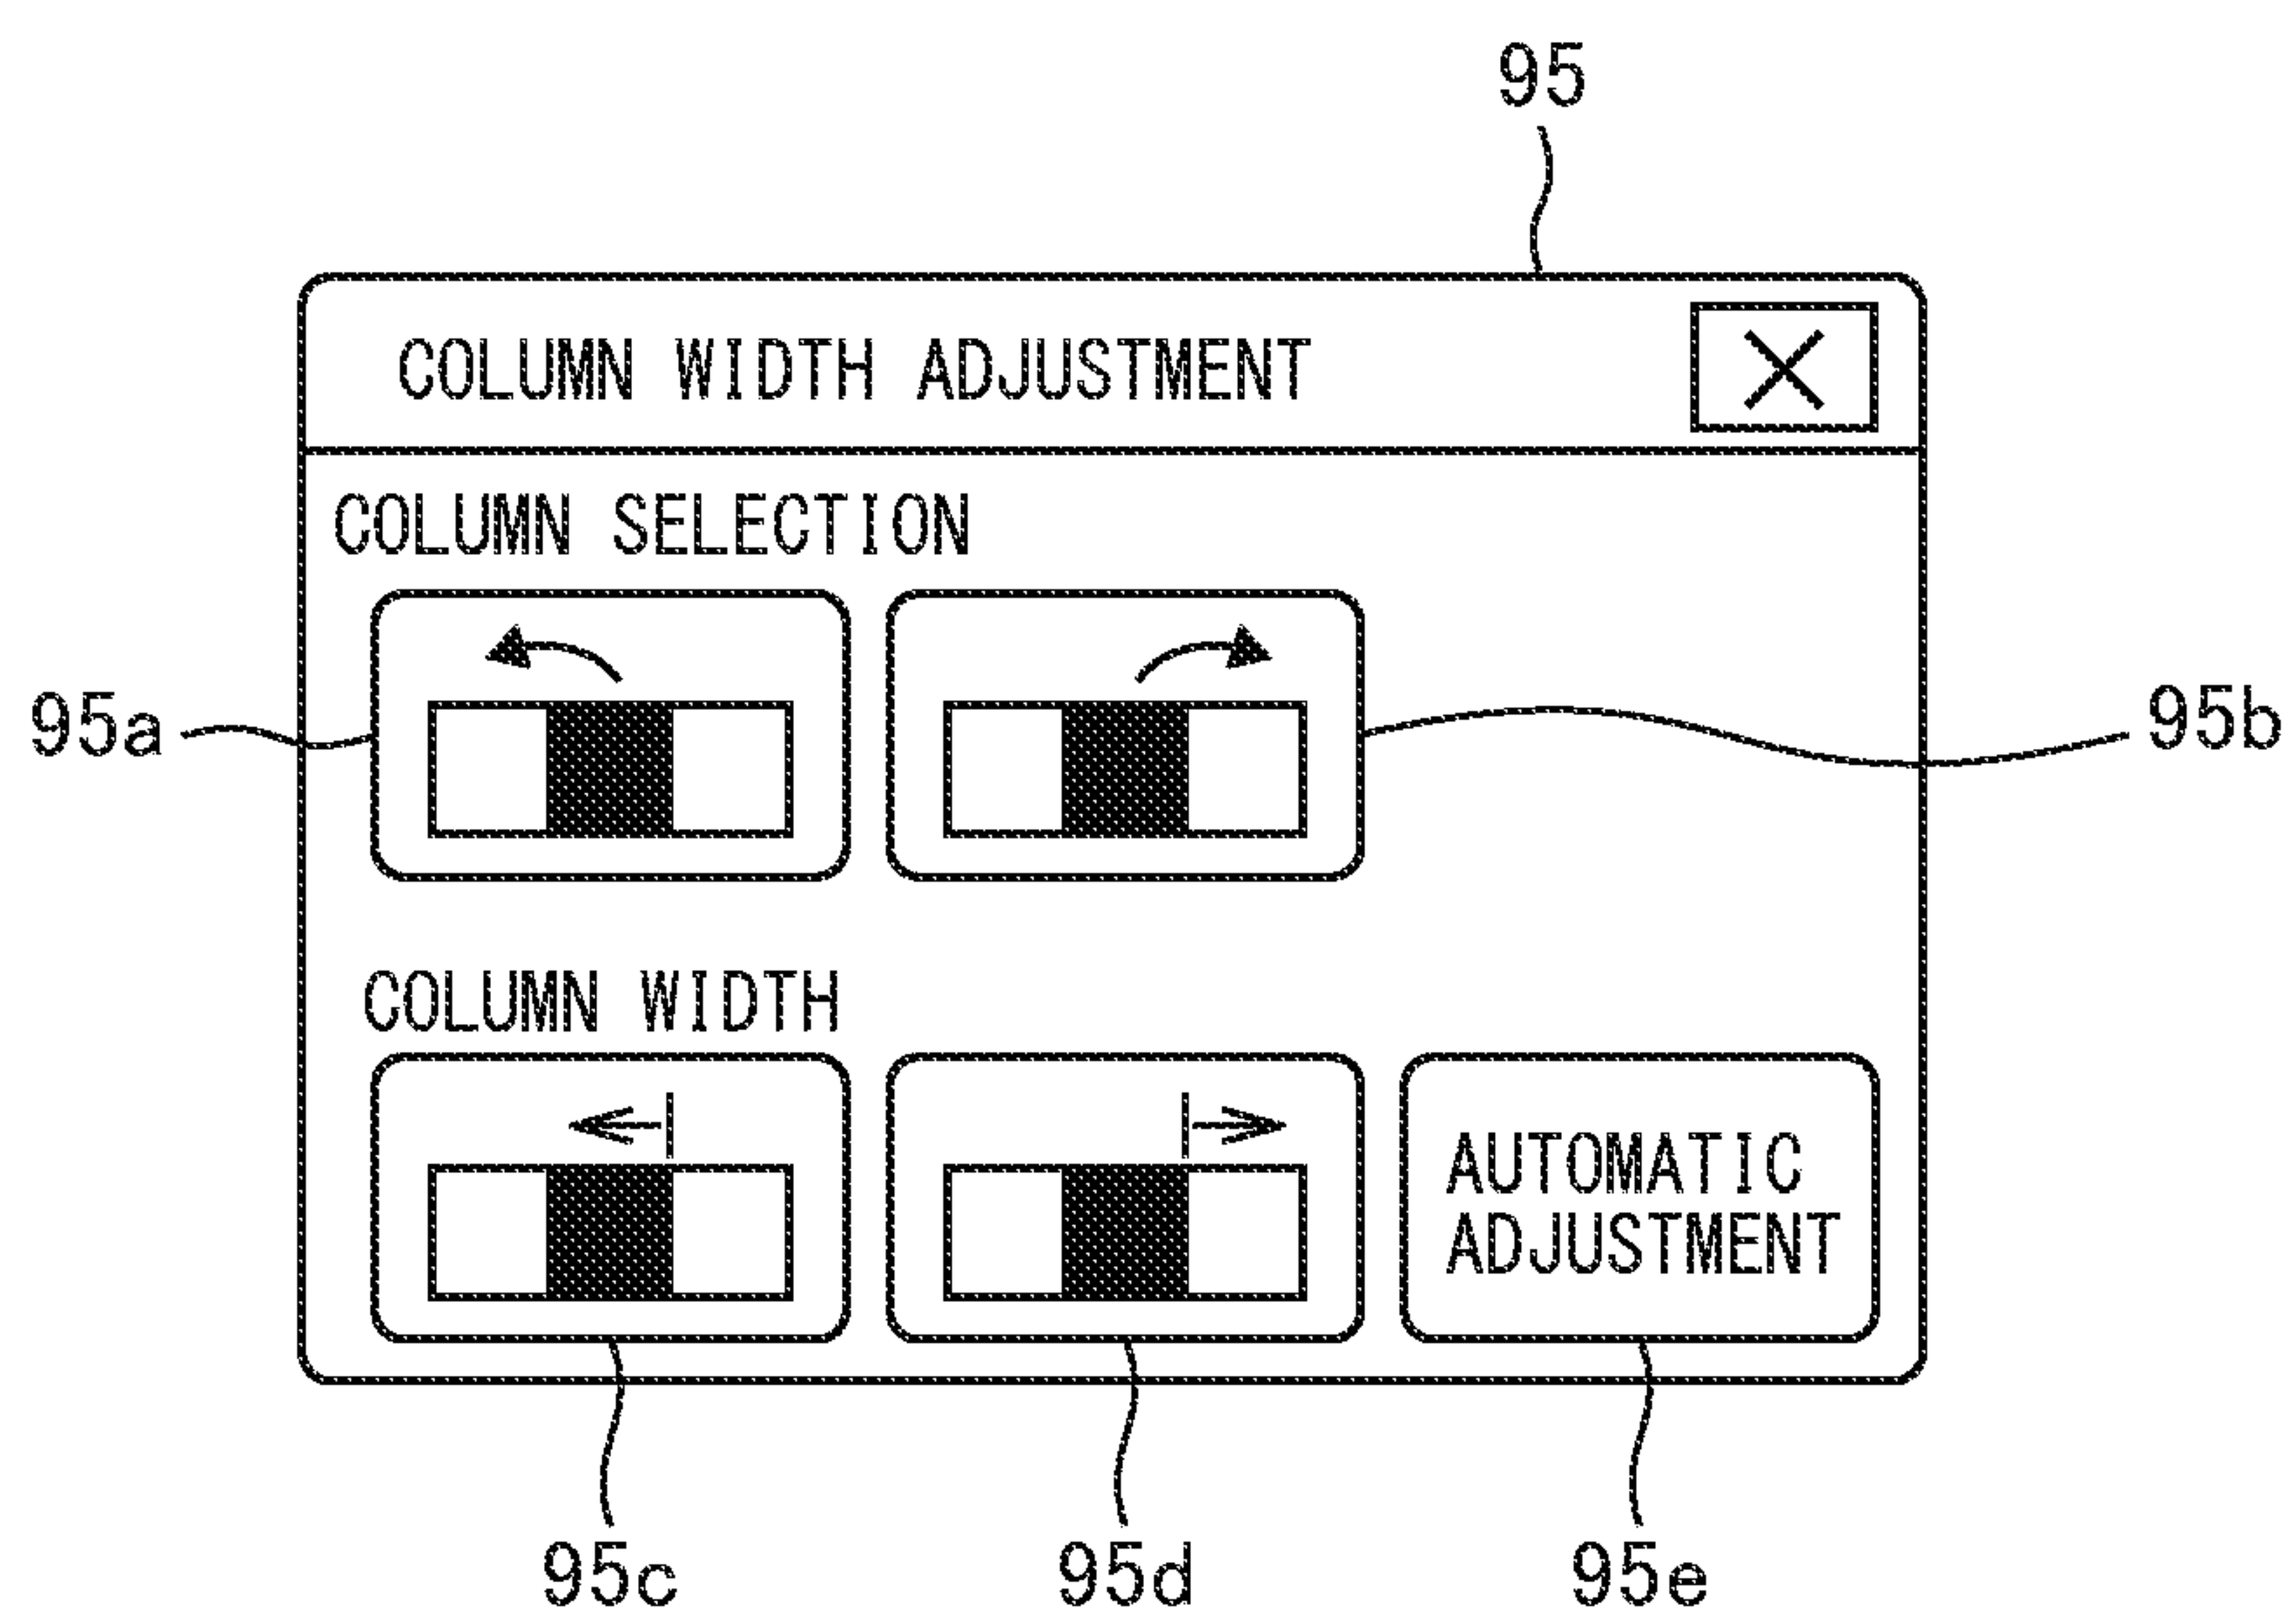 95
COLUMN WIDTH ADJUSTMENT
COLUMN SELECTION
95a
95b
COLUMN WIDTH
AUTOMATIC
ADJUSTMENT
95c
95d
95e